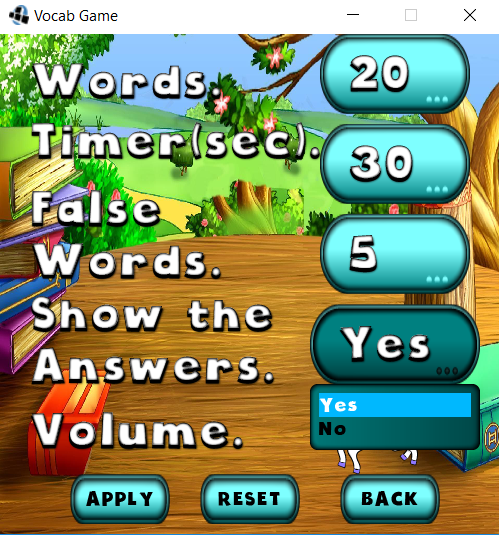 Vocab Game
Words. 20
Timer(sec). 30
False
Words. 5
Show the
Answers. Yes
Yes
No
Volume.
APPLY RESET BACK